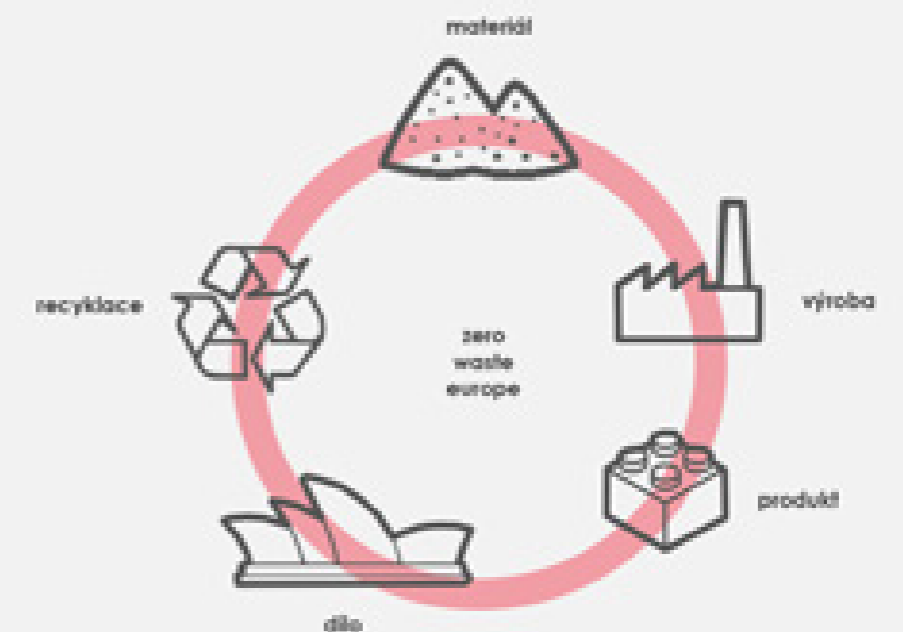 materiál
výroba
recyklace
zero
waste
europe
produkt
dílo